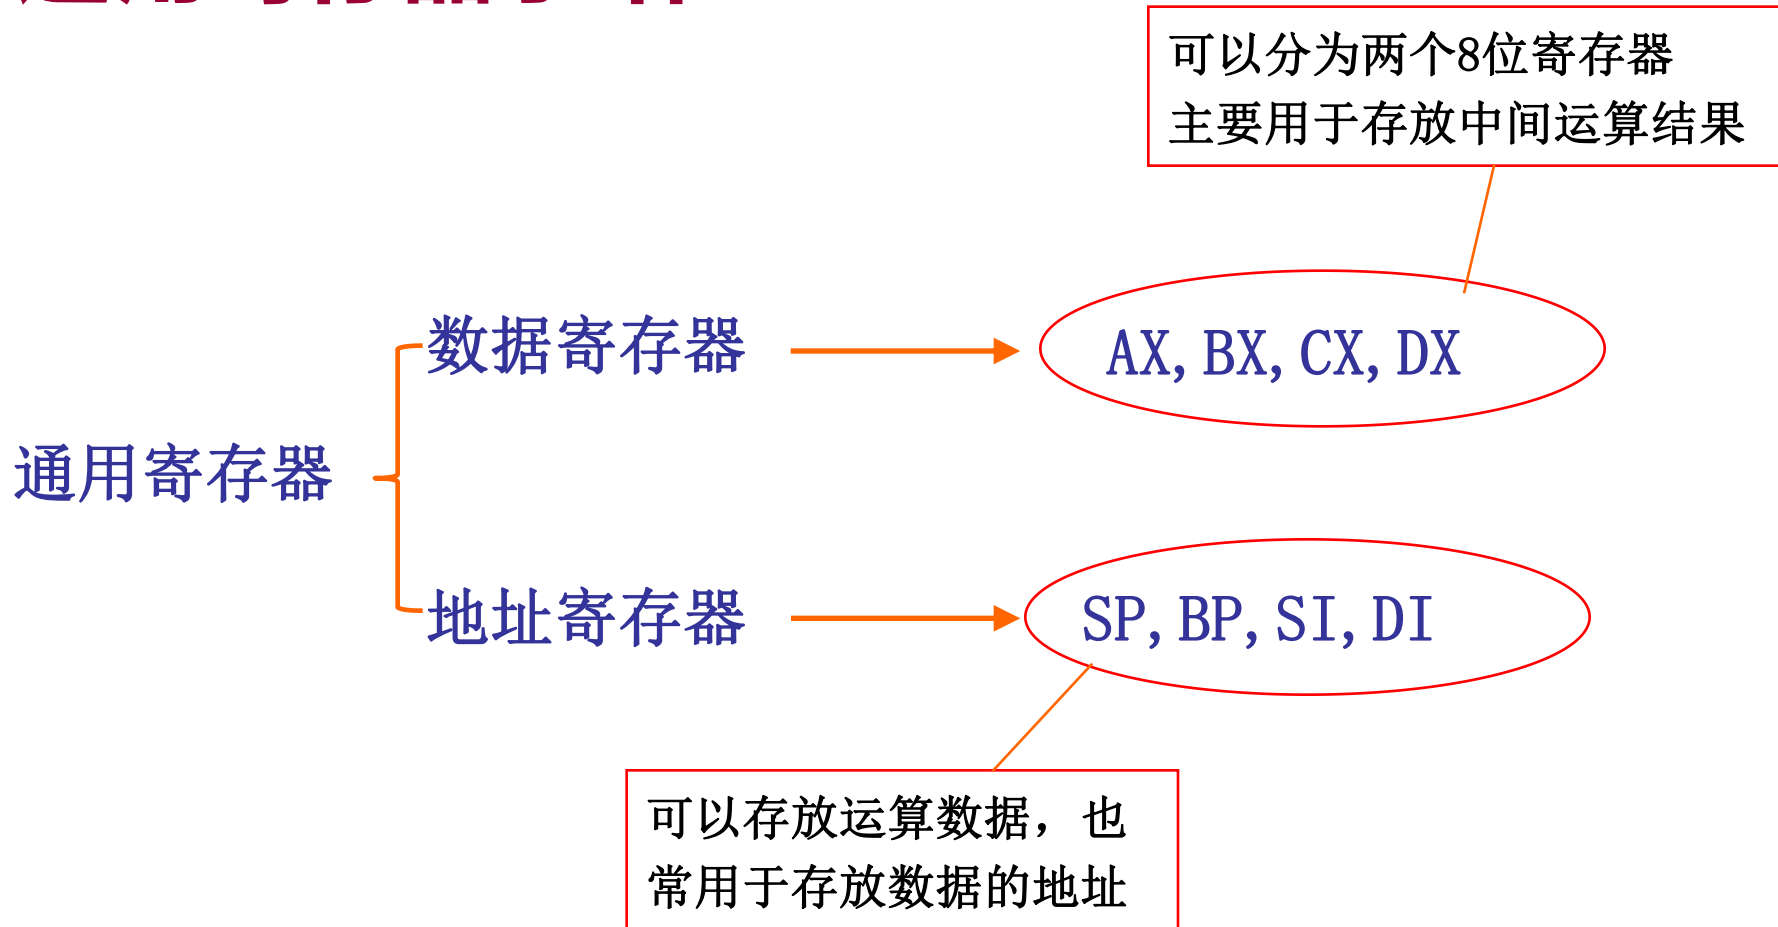 可以分为两个8位寄存器
主要用于存放中间运算结果
数据寄存器
AX,BX,CX,DX
通用寄存器
地址寄存器
SP,BP,SI,DI
可以存放运算数据，也
常用于存放数据的地址